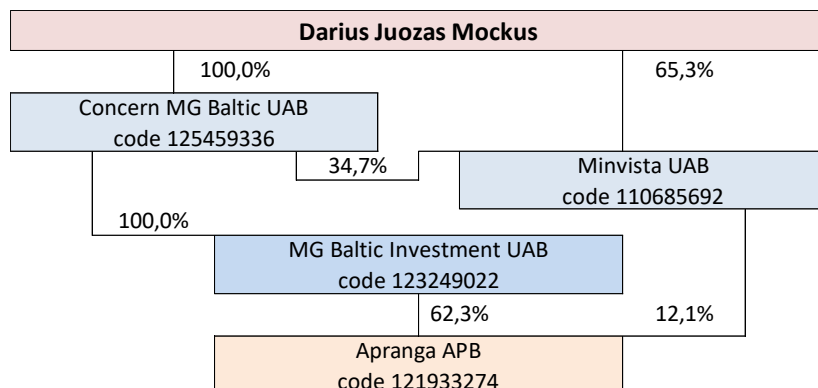 Darius Juozas Mockus
100,0%
65,3%
Concern MG Baltic UAB
code 125459336
34,7%
Minvista UAB
code 110685692
100,0%
MG Baltic Investment UAB
code 123249022
62,3%
12,1%
Apranga APB
code 121933274